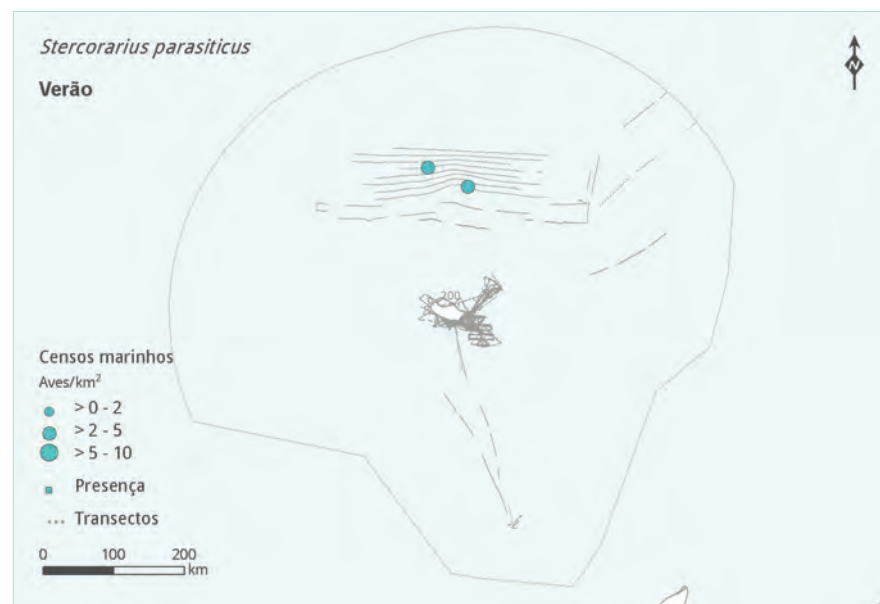 Stercorarius parasiticus
Verão
N
200
Censos marinhos
Aves/km²
> 0 - 2
> 2 - 5
> 5 - 10
Presença
Transectos
0 100 200
km